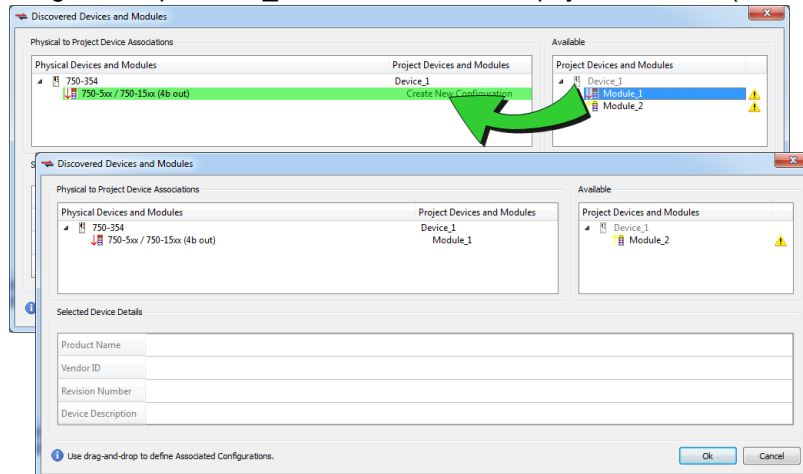 Discovered Devices and Modules
Physical to Project Device Associations
Available
Physical Devices and Modules Project Devices and Modules
Project Devices and Modules
750-354 Device_1
Device_1
750-5xx / 750-15xx (4b out) Create New Configuration
Module_1
Module_2
Discovered Devices and Modules
Physical to Project Device Associations
Available
Physical Devices and Modules Project Devices and Modules
Project Devices and Modules
750-354 Device_1
Device_1
750-5xx / 750-15xx (4b out) Module_1
Module_2
Selected Device Details
Product Name
Vendor ID
Revision Number
Device Description
Use drag-and-drop to define Associated Configurations.
Ok Cancel